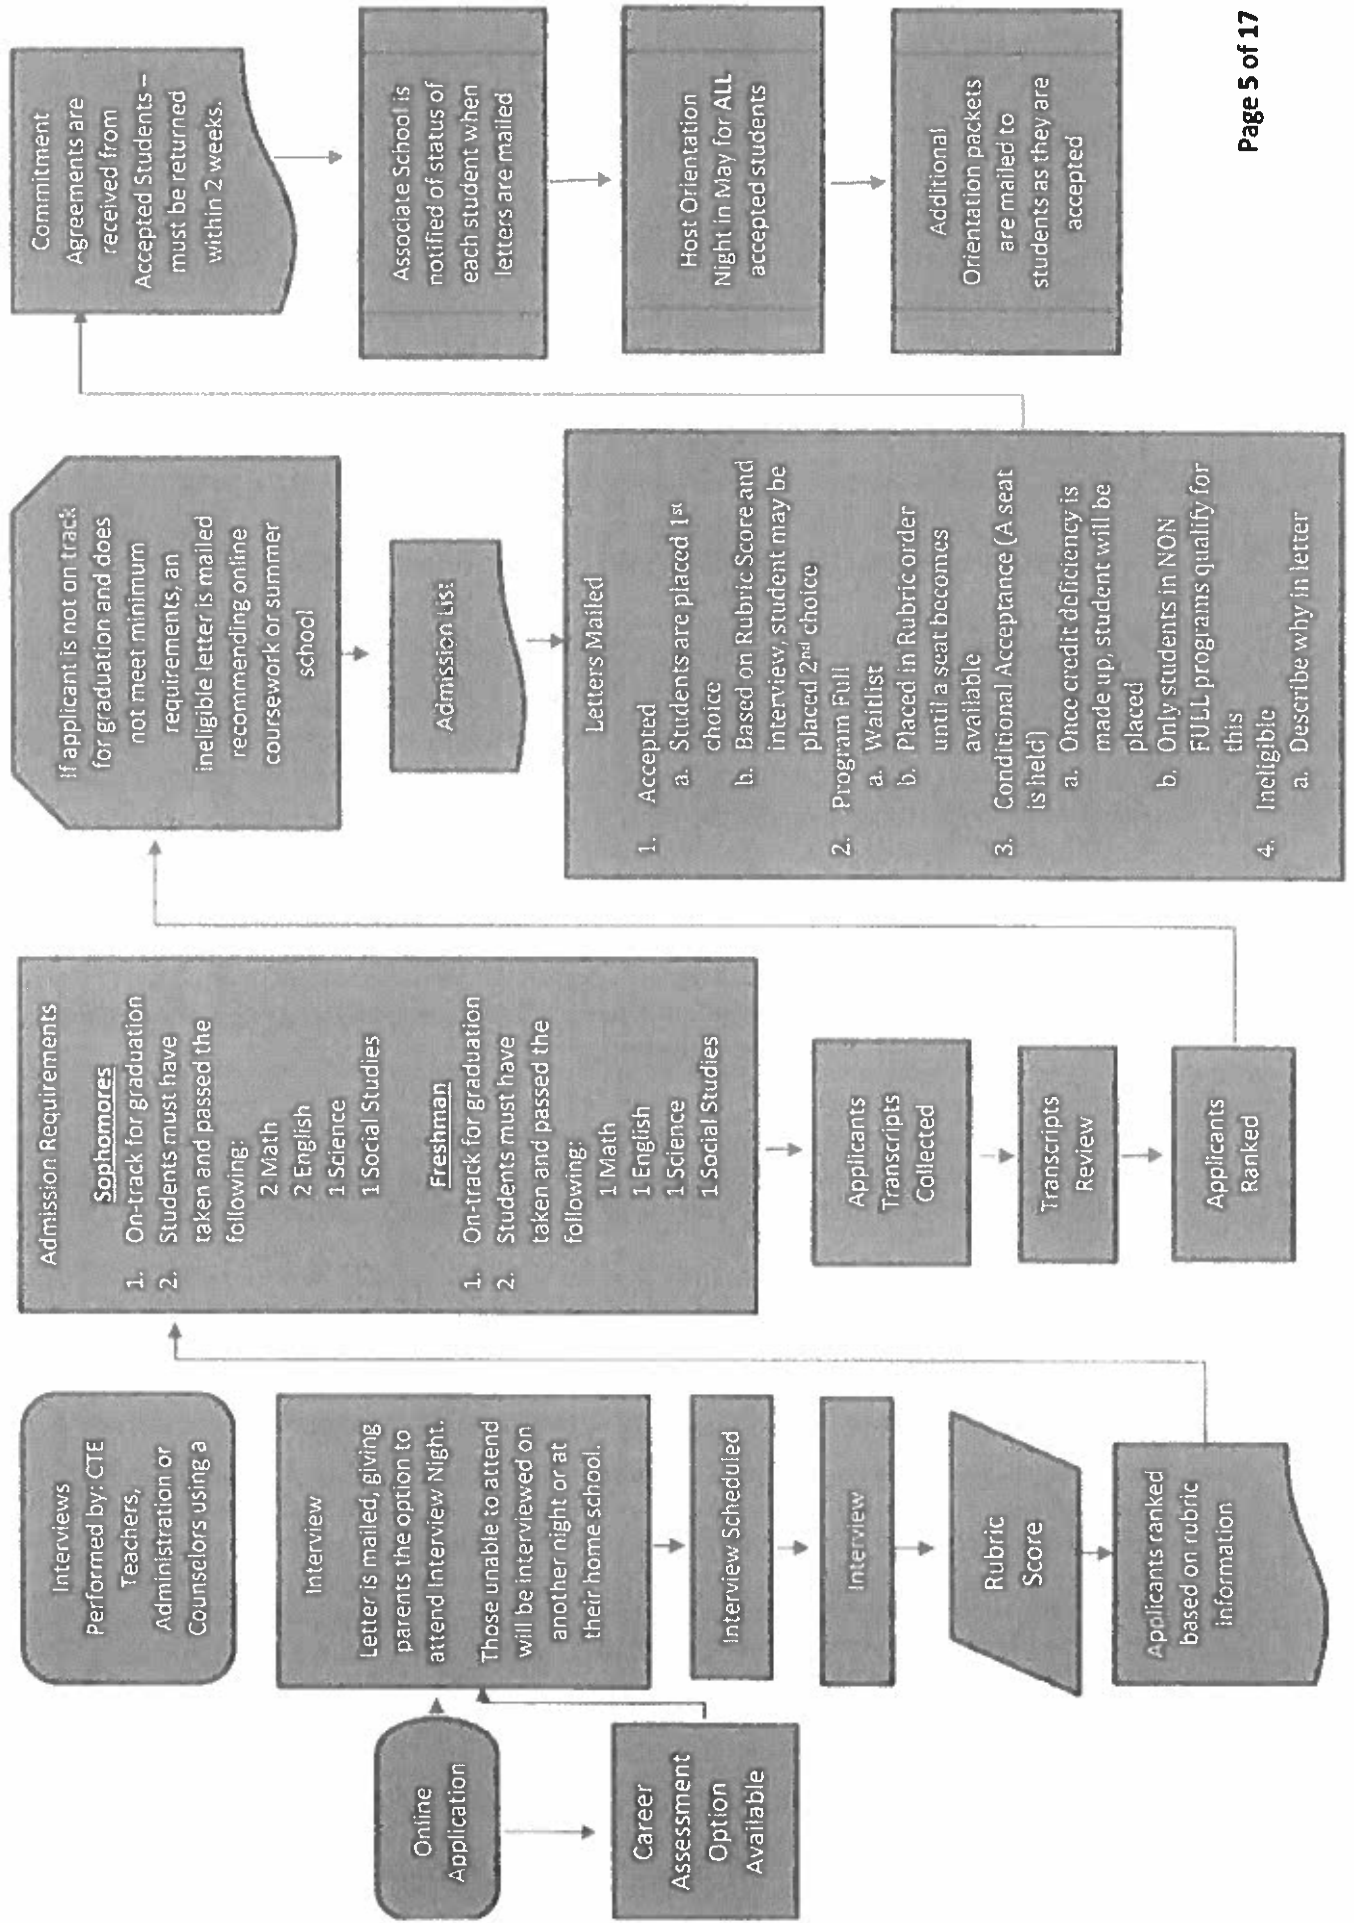 Online
Application
Career
Assessment
Option
Available
Interviews
Performed by: CTE
Teachers,
Administration or
Counselors using a
Interview
Letter is mailed, giving
parents the option to
attend Interview Night.
Those unable to attend
will be interviewed on
another night or at
their home school.
Interview Scheduled
Interview
Rubric
Score
Applicants ranked
based on rubric
information
Admission Requirements
Sophomores
1. On-track for graduation
2. Students must have
taken and passed the
following:
2 Math
2 English
1 Science
1 Social Studies
Freshman
1. On-track for graduation
2. Students must have
taken and passed the
following:
1 Math
1 English
1 Science
1 Social Studies
Applicants
Transcripts
Collected
Transcripts
Review
Applicants
Ranked
If applicant is not on track
for graduation and does
not meet minimum
requirements, an
ineligible letter is mailed
recommending online
coursework or summer
school
Admission List
Letters Mailed
1. Accepted
a. Students are placed 1st
choice
b. Based on Rubric Score and
interview, student may be
placed 2nd choice
2. Program Full
a. Waitlist
b. Placed in Rubric order
until a seat becomes
available
3. Conditional Acceptance (A seat
is held)
a. Once credit deficiency is
made up, student will be
placed
b. Only students in NON
FULL programs qualify for
this
4. Ineligible
a. Describe why in letter
Commitment
Agreements are
received from
Accepted Students –
must be returned
within 2 weeks.
Associate School is
notified of status of
each student when
letters are mailed
Host Orientation
Night in May for ALL
accepted students
Additional
Orientation packets
are mailed to
students as they are
accepted
Page 5 of 17